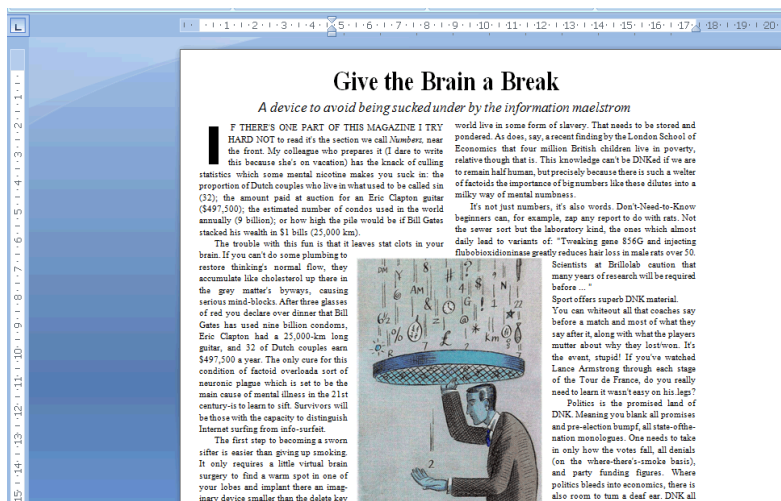 Give the Brain a Break
A device to avoid being sucked under by the information maelstrom
IF THERE'S ONE PART OF THIS MAGAZINE I TRY
HARD NOT to read it's the section we call Numbers, near
the front. My colleague who prepares it (I dare to write
this because she's on vacation) has the knack of culling
statistics which some mental nicotine makes you suck in: the
proportion of Dutch couples who live in what used to be called sin
(32); the amount paid at auction for an Eric Clapton guitar
($497,500); the estimated number of condos used in the world
annually (9 billion); or how high the pile would be if Bill Gates
stacked his wealth in $1 bills (25,000 km).
The trouble with this fun is that it leaves stat clots in your
brain. If you can't do some plumbing to
restore thinking's normal flow, they
accumulate like cholesterol up there in
the grey matter's byways, causing
serious mind-blocks. After three glasses
of red you declare over dinner that Bill
Gates has used nine billion condoms,
Eric Clapton had a 25,000-km long
guitar, and 32 of Dutch couples earn
$497,500 a year. The only cure for this
condition of factoid overloada sort of
neuronic plague which is set to be the
main cause of mental illness in the 21st
century-is to learn to sift. Survivors will
be those with the capacity to distinguish
Internet surfing from info-surfeit.
The first step to becoming a sworn
sifter is easier than giving up smoking.
It only requires a little virtual brain
surgery to find a warm spot in one of
your lobes and implant there an imag-
inary device smaller than the delete key
world live in some form of slavery. That needs to be stored and
pondered. As does, say, a recent finding by the London School of
Economics that four million British children live in poverty,
relative though that is. This knowledge can't be DNKed if we are
to remain half human, but precisely because there is such a welter
of factoids the importance of big numbers like these dilutes into a
milky way of mental numbness.
It's not just numbers, it's also words. Don't-Need-to-Know
beginners can, for example, zap any report to do with rats. Not
the sewer sort but the laboratory kind, the ones which almost
daily lead to variants of: "Tweaking gene 856G and injecting
flubobioxidioninase greatly reduces hair loss in male rats over 50.
Scientists at Brillolab caution that
many years of research will be required
before ... "
Sport offers superb DNK material.
You can whiteout all that coaches say
before a match and most of what they
say after it, along with what the players
mutter about why they lost/won. It's
the event, stupid! If you've watched
Lance Armstrong through each stage
of the Tour de France, do you really
need to learn it wasn't easy on his.legs?
Politics is the promised land of
DNK. Meaning you blank all promises
and pre-election bumpf, all state-ofthe-
nation monologues. One needs to take
in only how the votes fall, all denials
(on the where-there's-smoke basis),
and party funding figures. Where
politics bleeds into economics, there is
also room to tum a deaf ear. DNK all